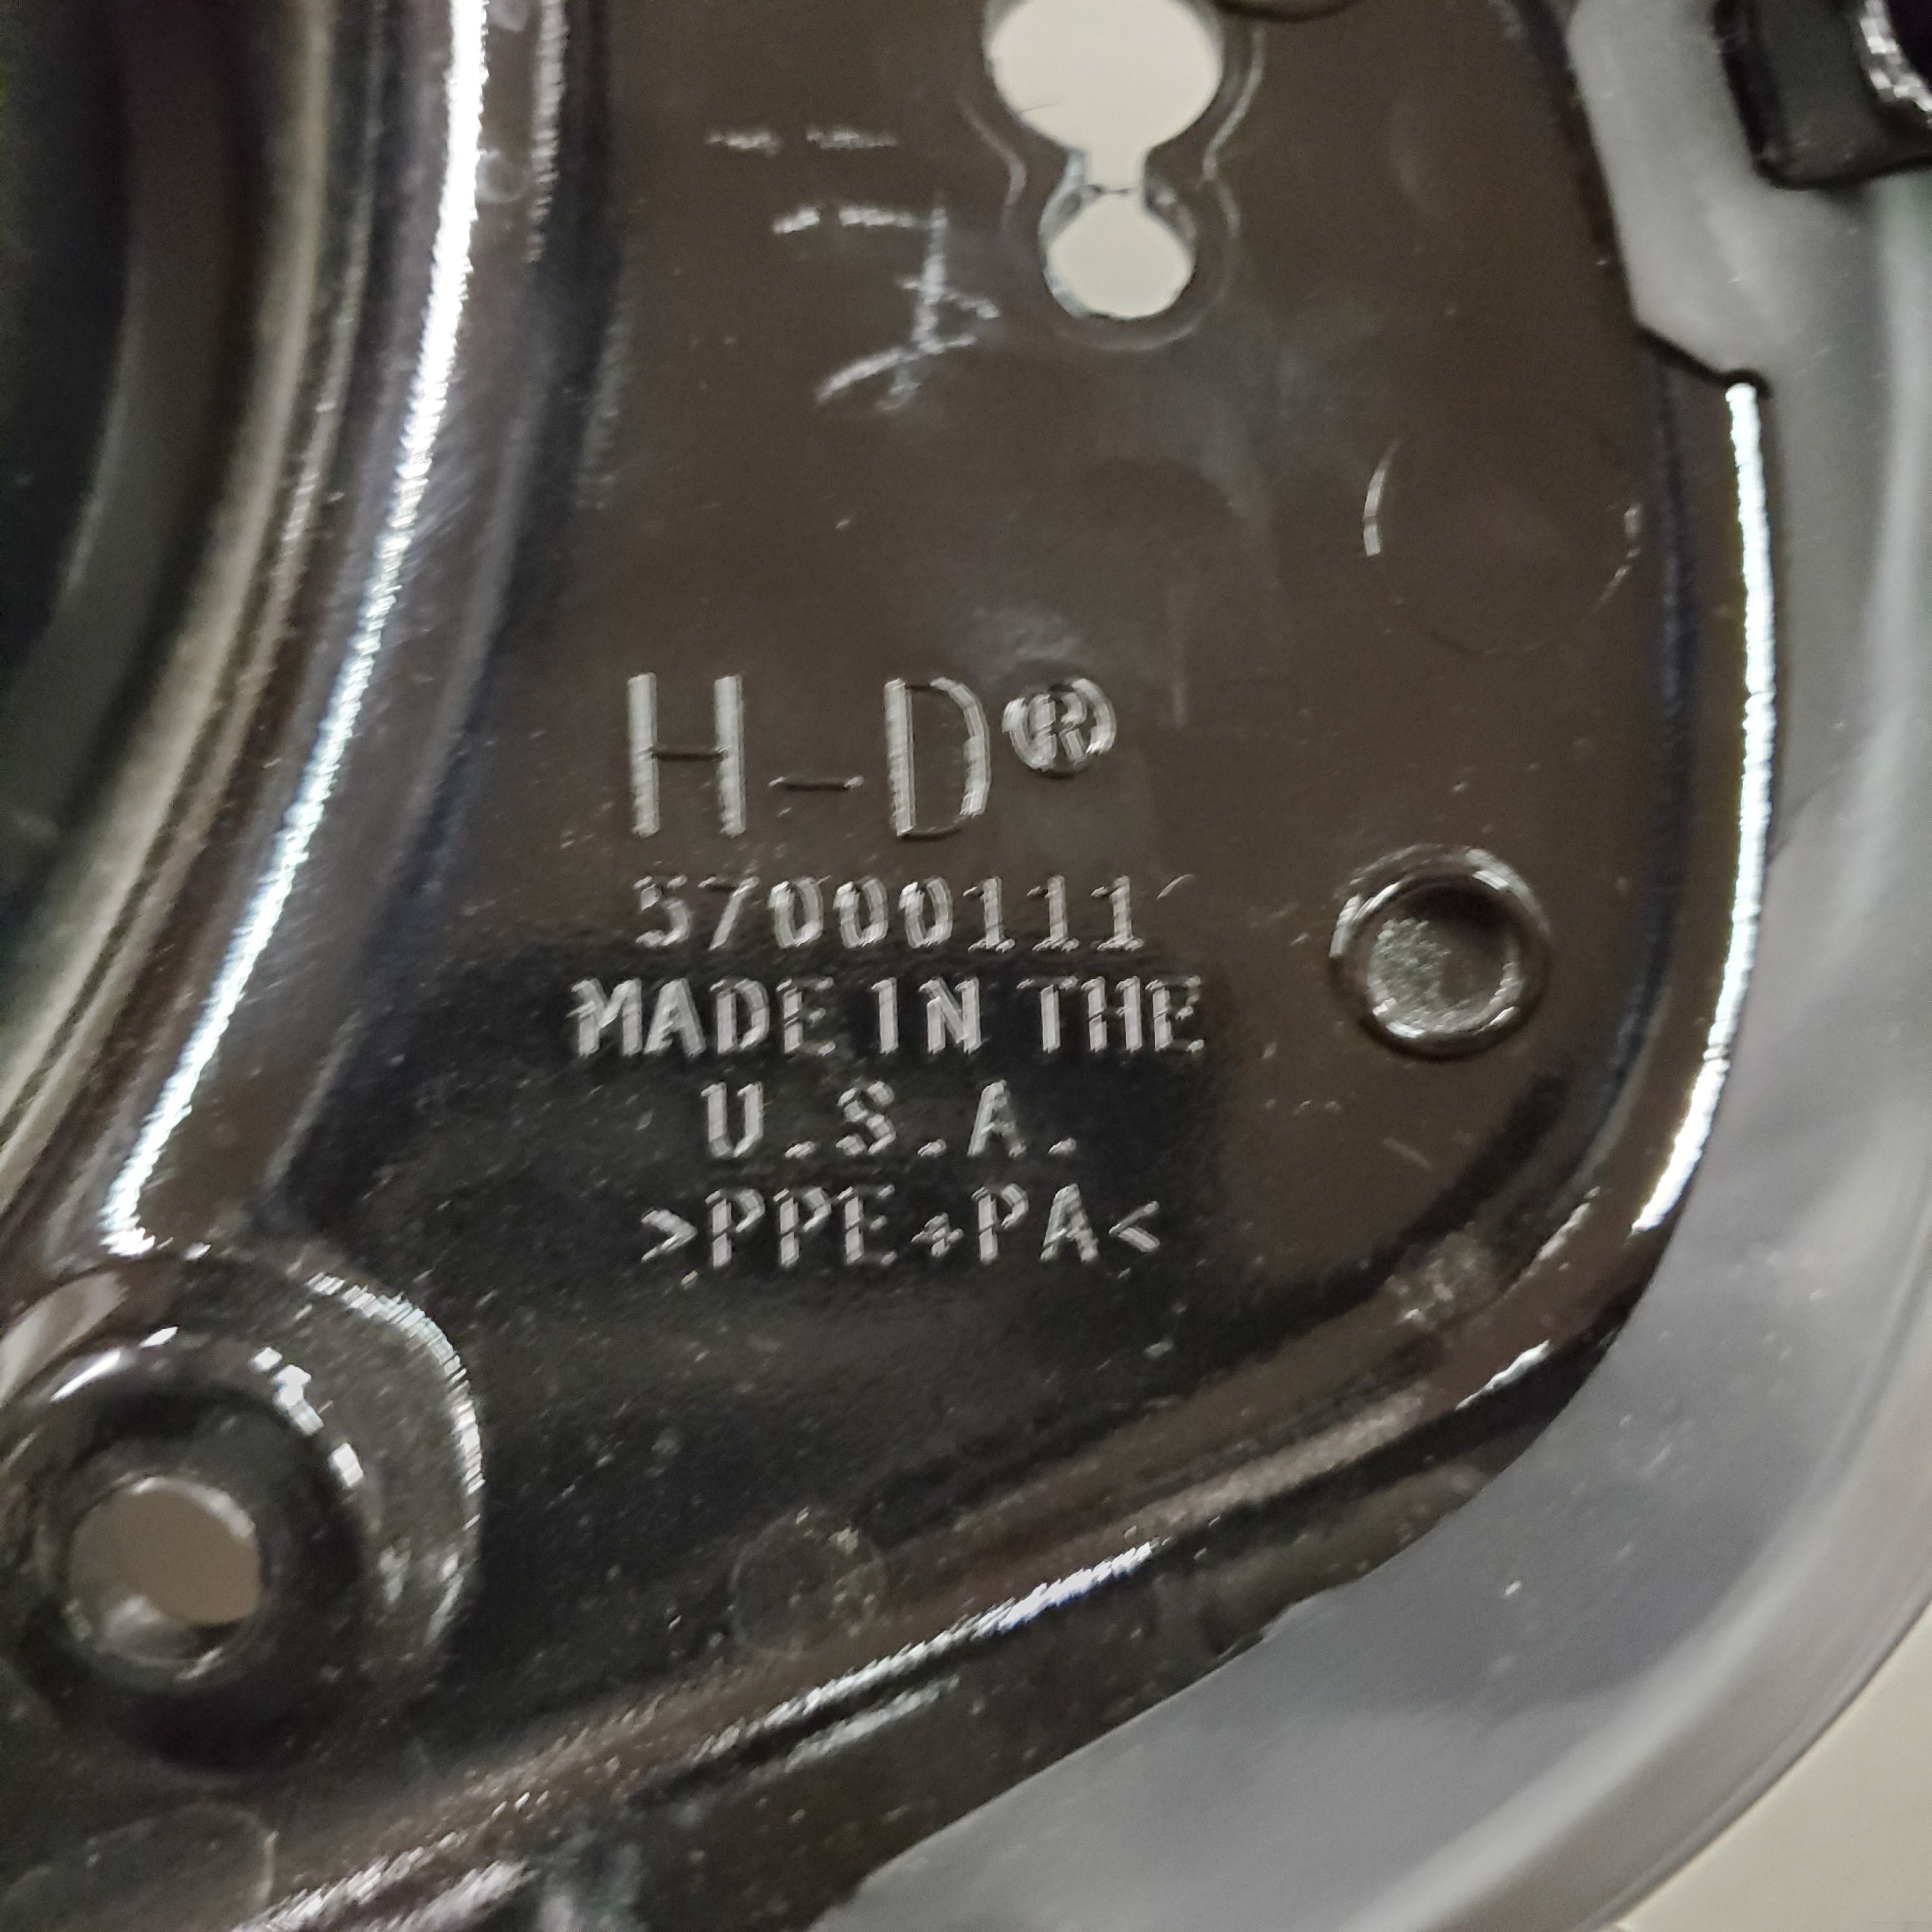 H-D®
57000111
MADE IN THE
U.S.A.
>PPE+PA<